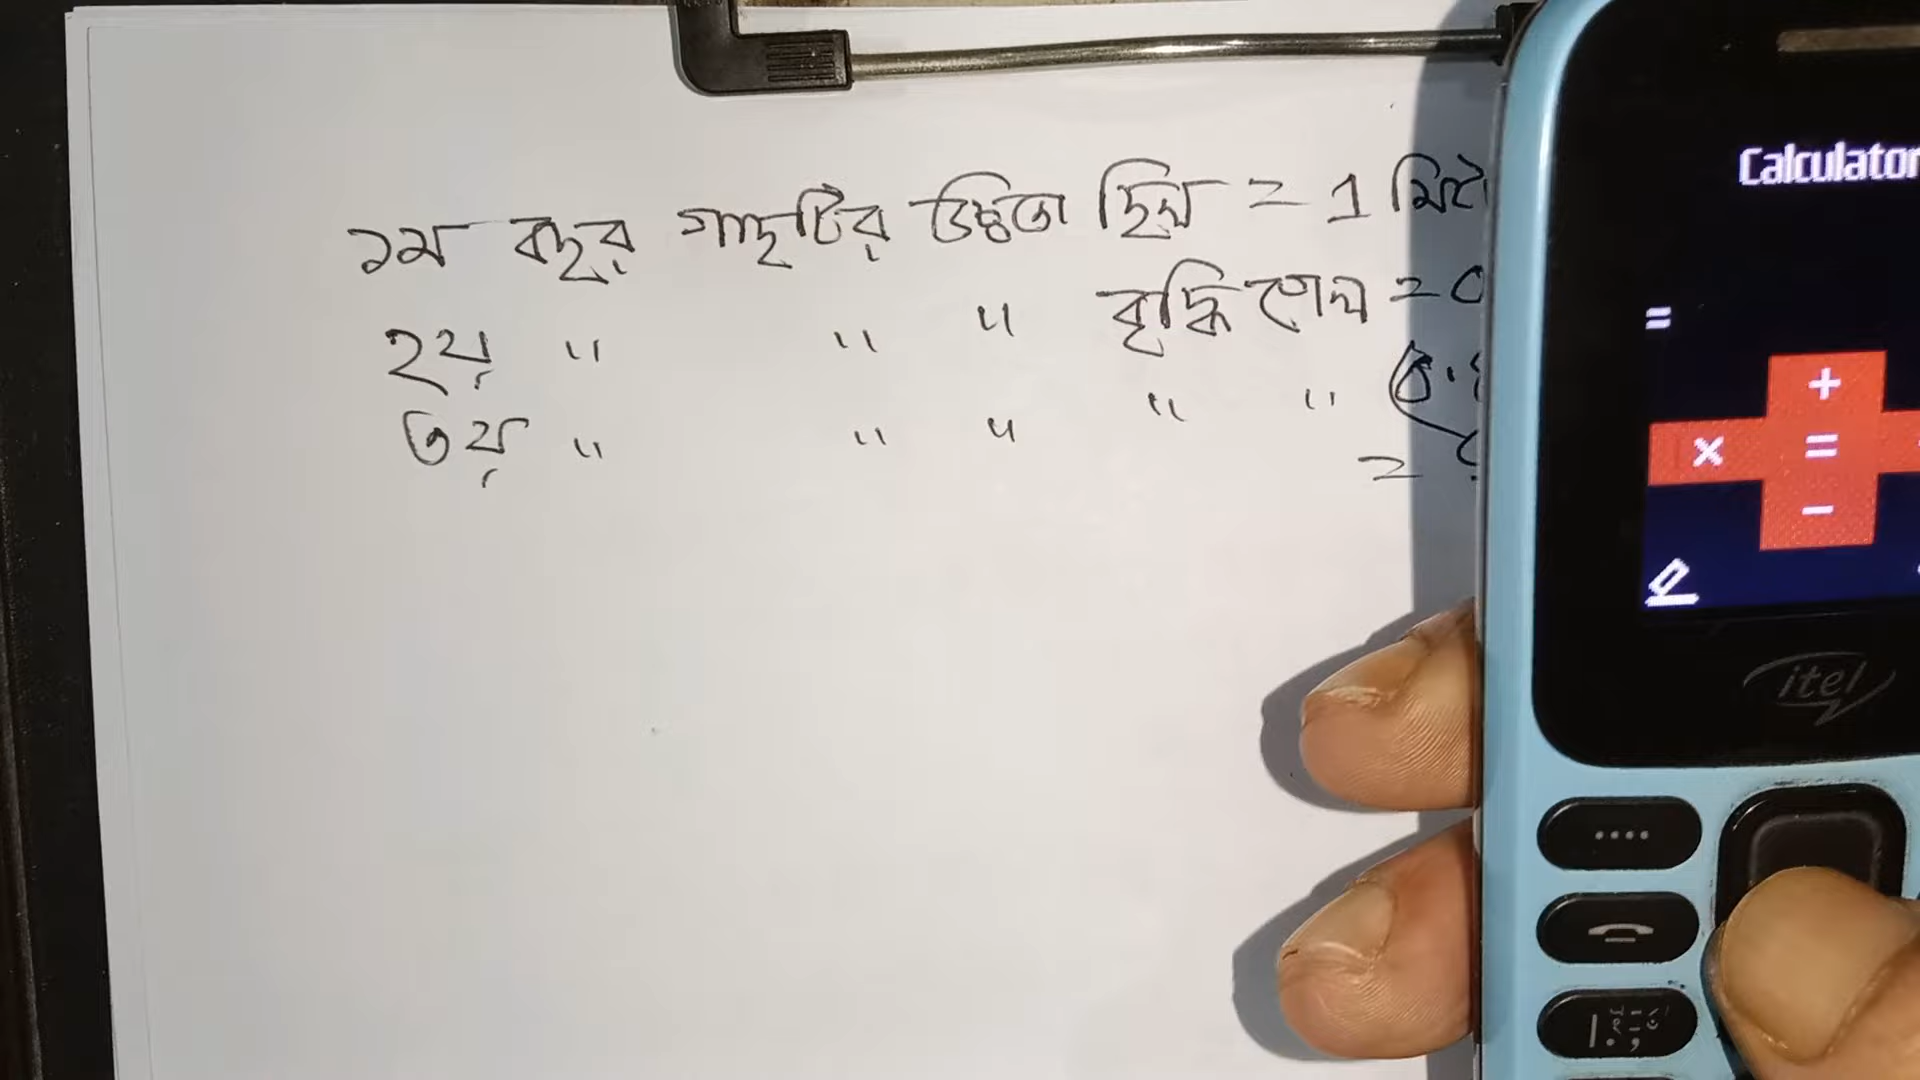 ১ম বছর গাছটির উচ্চতা ছিল = 1 মিটে
২য় " " " বৃদ্ধি পেল = 0
৩য় " " " " "
=
Calculator
=
+
× =
-
itel